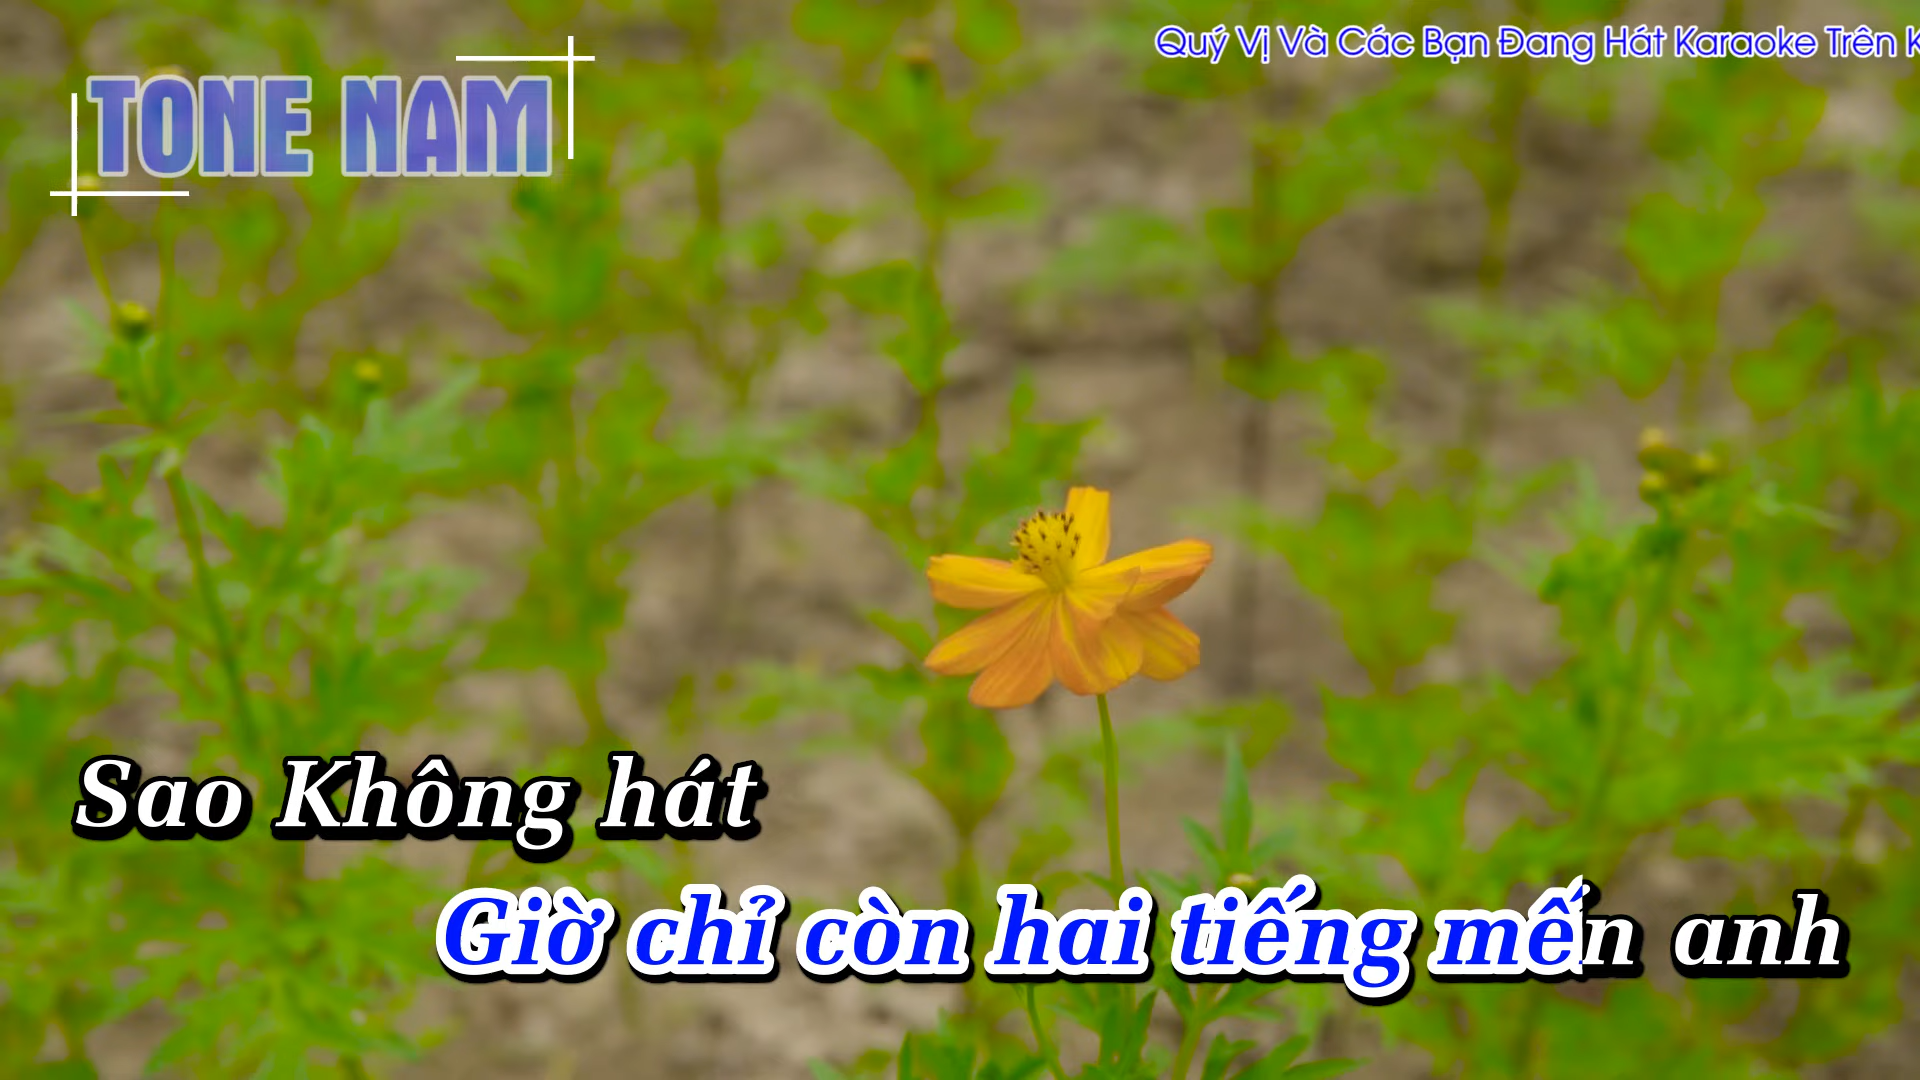 Quý Vị Và Các Bạn Đang Hát Karaoke Trên
TONE NAM
Sao Không hát
Giờ chỉ còn hai tiếng mến anh